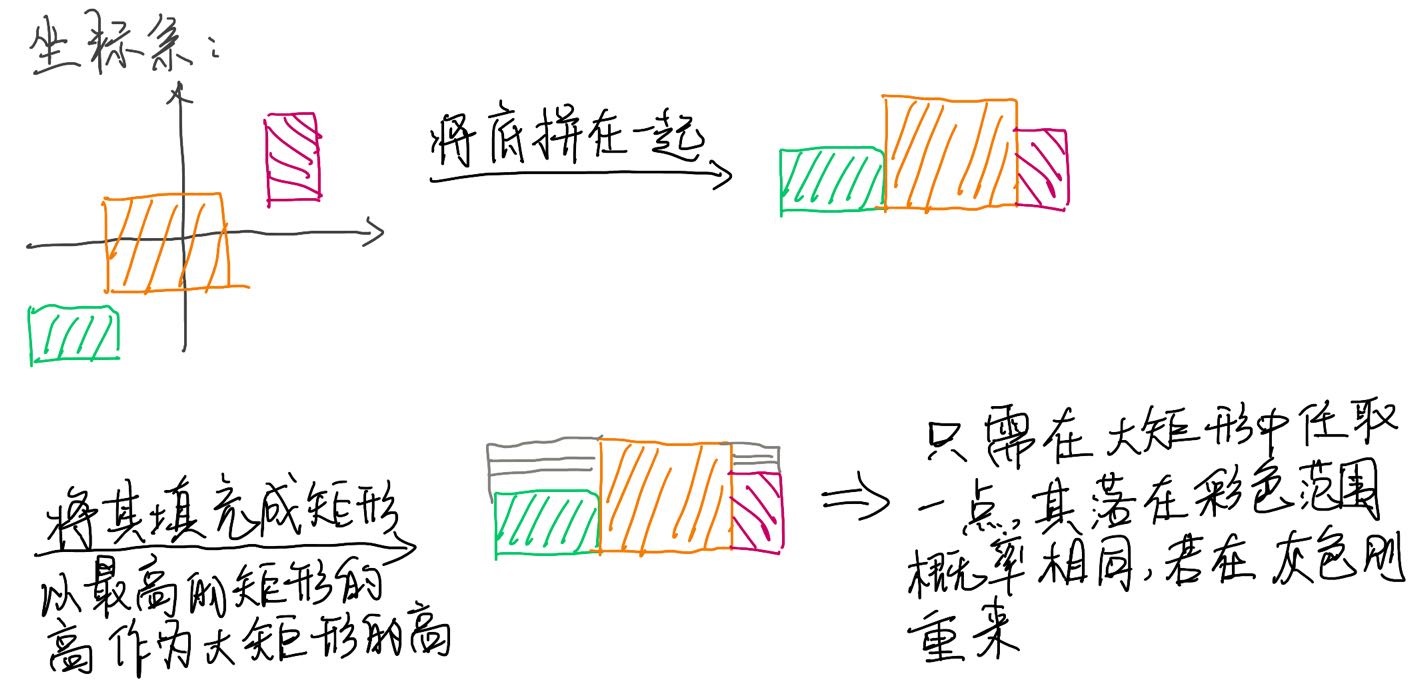 坐标系:
将底拼在一起
将其填充成矩形
以最高的矩形的
高作为大矩形的高
只需在大矩形中任取
一点,其落在彩色范围
概率相同,若在灰色则
重来